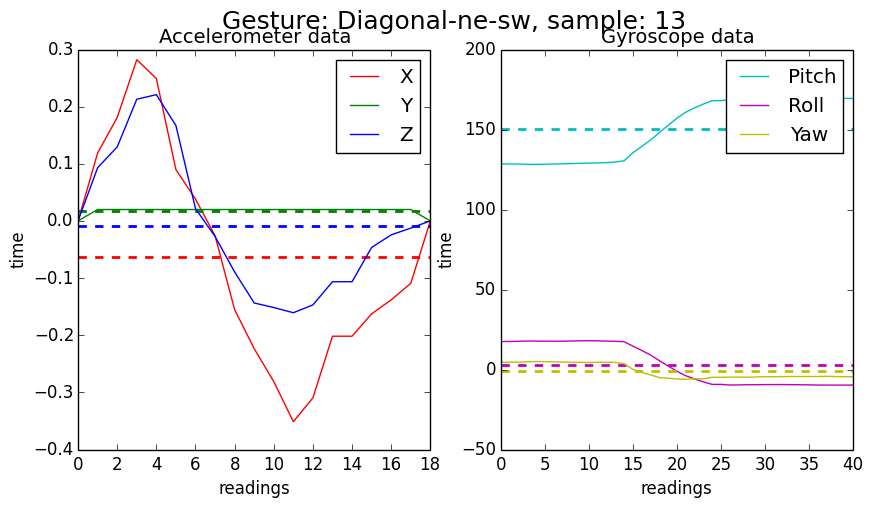 Gesture: Diagonal-ne-sw, sample: 13
Accelerometer data
0.3
0.2
0.1
0.0
−0.1
−0.2
−0.3
−0.4
time
0 2 4 6 8 10 12 14 16 18
readings
X
Y
Z
Gyroscope data
200
150
100
50
0
−50
time
0 5 10 15 20 25 30 35 40
readings
Pitch
Roll
Yaw